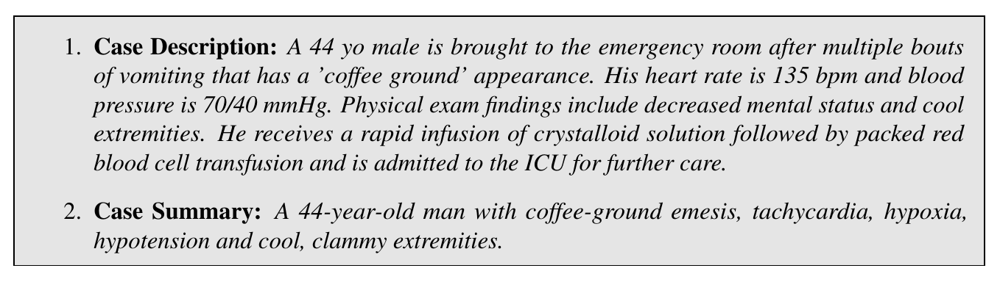 1. Case Description: A 44 yo male is brought to the emergency room after multiple bouts
of vomiting that has a ’coffee ground’ appearance. His heart rate is 135 bpm and blood
pressure is 70/40 mmHg. Physical exam findings include decreased mental status and cool
extremities. He receives a rapid infusion of crystalloid solution followed by packed red
blood cell transfusion and is admitted to the ICU for further care.
2. Case Summary: A 44-year-old man with coffee-ground emesis, tachycardia, hypoxia,
hypotension and cool, clammy extremities.